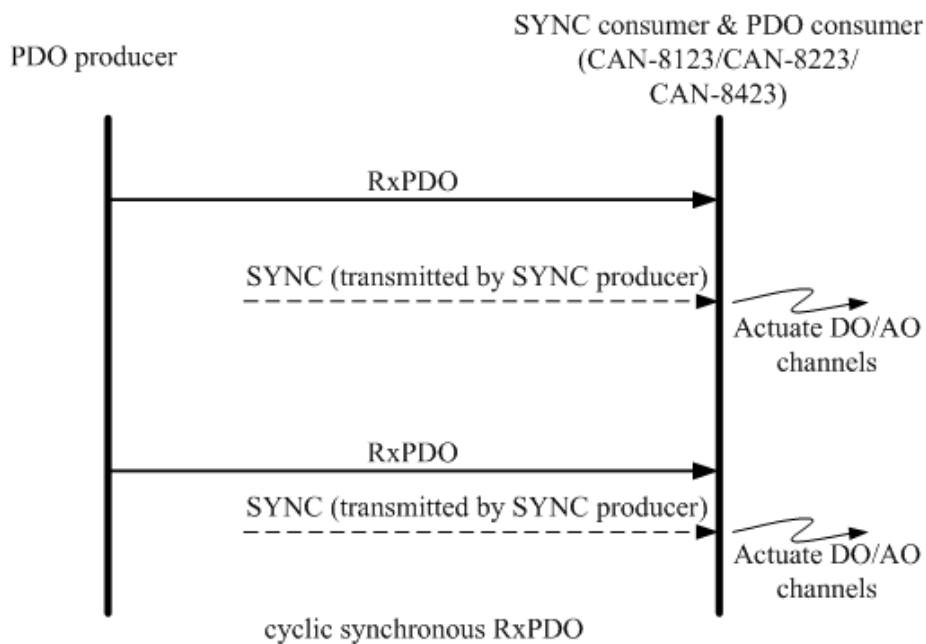 PDO producer
SYNC consumer & PDO consumer
(CAN-8123/CAN-8223/
CAN-8423)
RxPDO
SYNC (transmitted by SYNC producer)
Actuate DO/AO
channels
RxPDO
SYNC (transmitted by SYNC producer)
Actuate DO/AO
channels
cyclic synchronous RxPDO